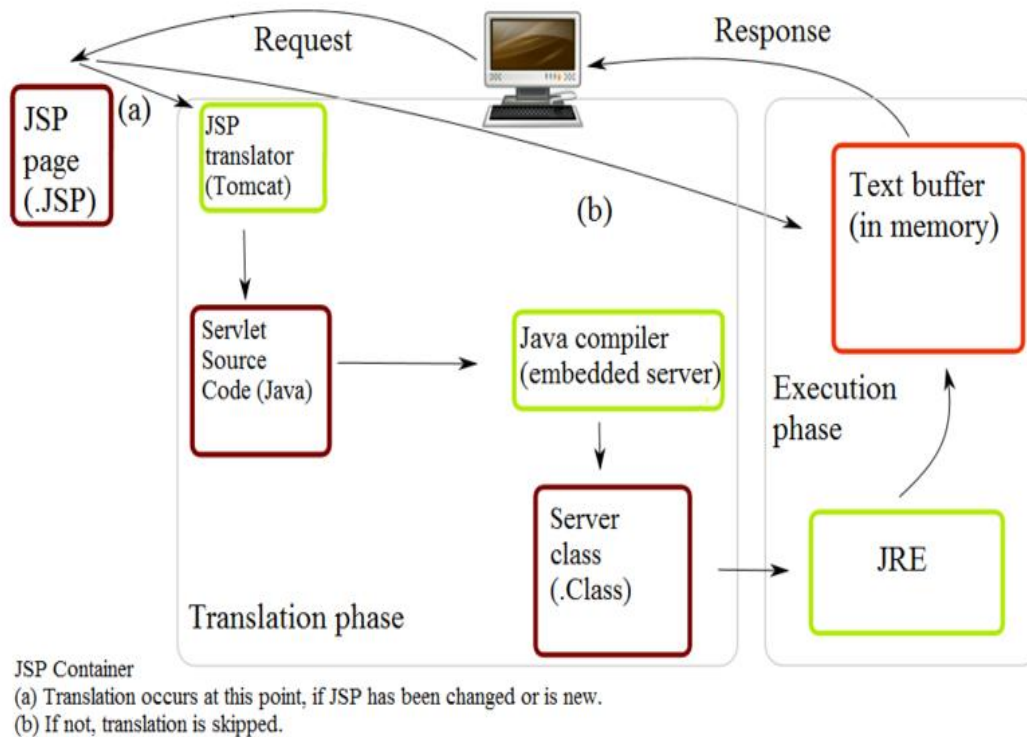 Request
Response
JSP
page
(.JSP)
(a)
JSP
translator
(Tomcat)
(b)
Text buffer
(in memory)
Servlet
Source
Code (Java)
Java compiler
(embedded server)
Execution
phase
Server
class
(.Class)
JRE
Translation phase
JSP Container
(a) Translation occurs at this point, if JSP has been changed or is new.
(b) If not, translation is skipped.